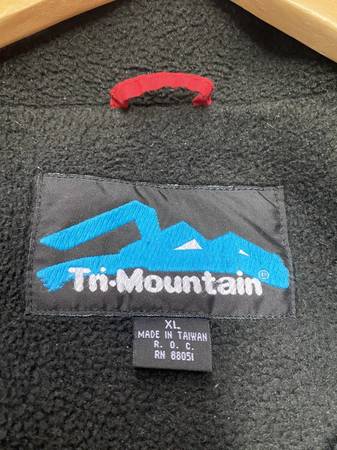 Tri-Mountain®
XL
MADE IN TAIWAN
R. O. C.
RN 88051